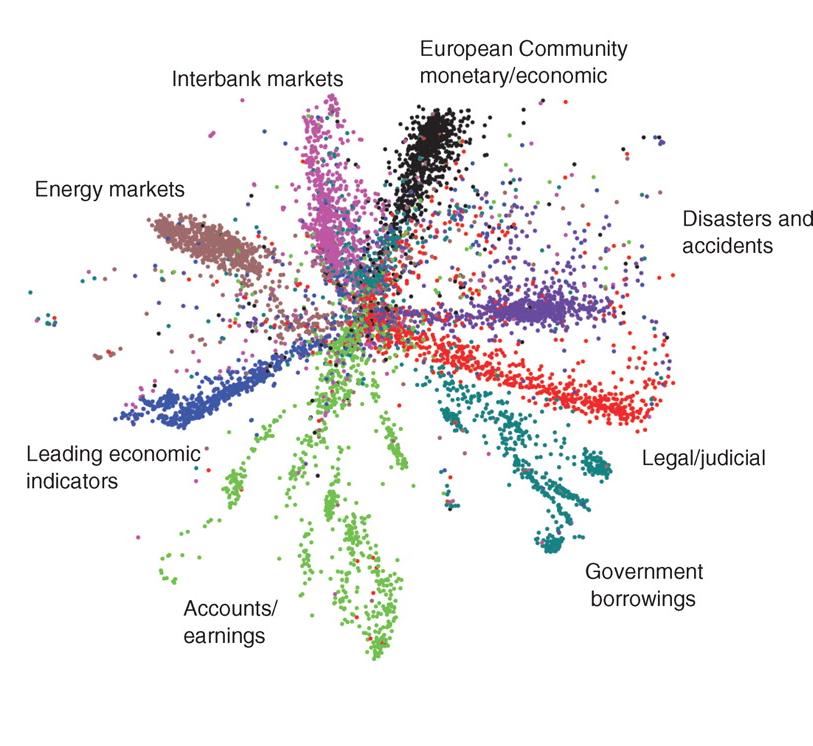 European Community
monetary/economic
Interbank markets
Energy markets
Disasters and
accidents
Leading economic
indicators
Legal/judicial
Government
borrowings
Accounts/
earnings